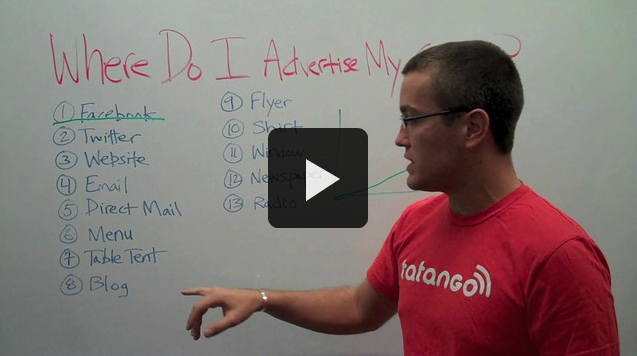 Where Do I Advertise My ?
① Facebook
② Twitter
③ Website
④ Email
⑤ Direct Mail
⑥ Menu
⑦ Table Tent
⑧ Blog
⑨ Flyer
⑩ Shirt
⑪ Window
⑫ Newspaper
⑬ Radio
tatango